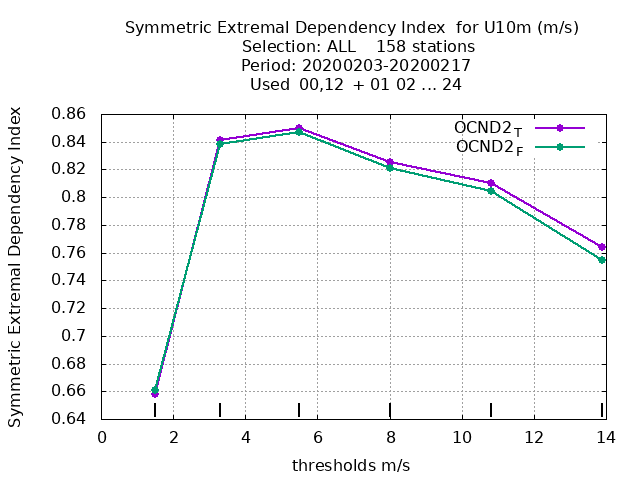 Symmetric Extremal Dependency Index  for U10m (m/s)
Selection: ALL    158 stations
Period: 20200203-20200217
Used  00,12  + 01 02 ... 24
Symmetric Extremal Dependency Index
0.86
0.84
0.82
0.8
0.78
0.76
0.74
0.72
0.7
0.68
0.66
0.64
OCND2T
OCND2F
0 2 4 6 8 10 12 14
thresholds m/s